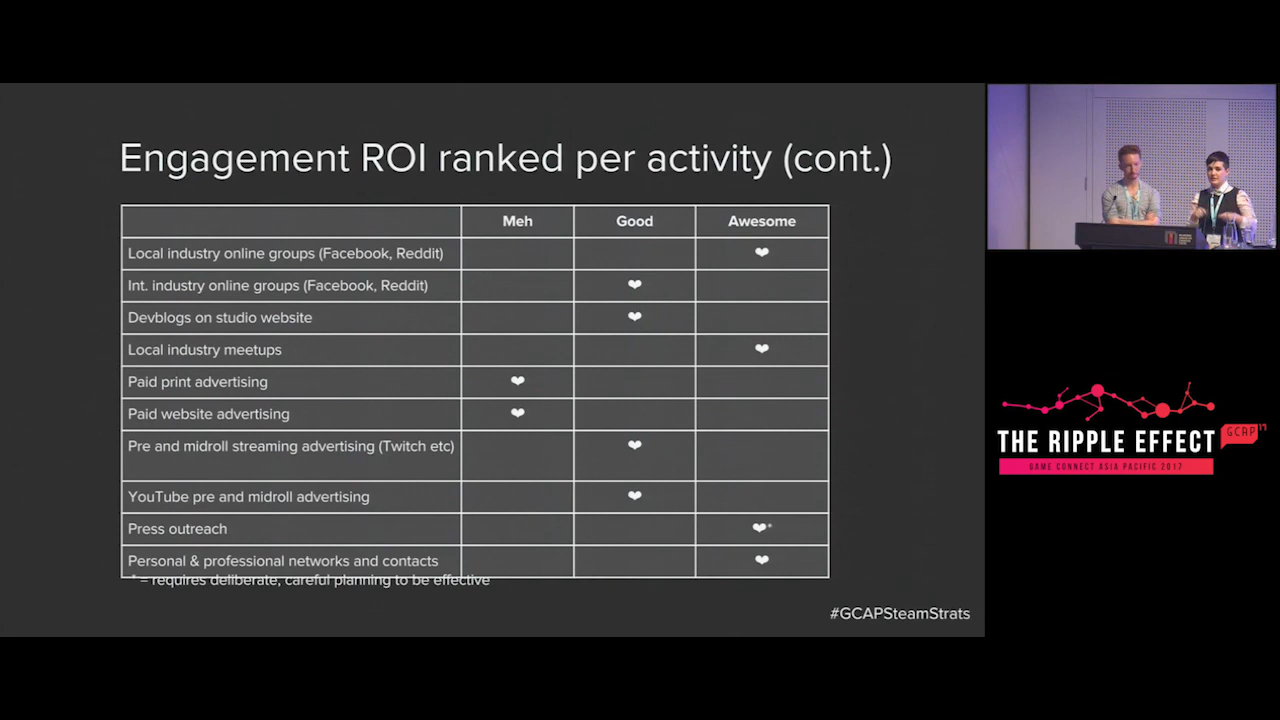 Engagement ROI ranked per activity (cont.)
Meh Good Awesome
Local industry online groups (Facebook, Reddit) ❤
Int. industry online groups (Facebook, Reddit) ❤
Devblogs on studio website ❤
Local industry meetups ❤
Paid print advertising ❤
Paid website advertising ❤
Pre and midroll streaming advertising (Twitch etc) ❤
YouTube pre and midroll advertising ❤
Press outreach ❤*
Personal & professional networks and contacts ❤
* = requires deliberate, careful planning to be effective
#GCAPSteamStrats
THE RIPPLE EFFECT
GCAP 17
GAME CONNECT ASIA PACIFIC 2017